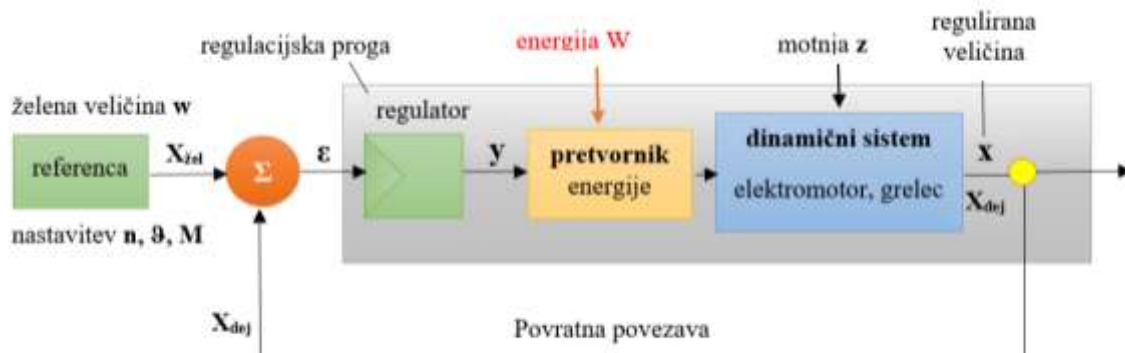 regulacijska proga
energija W
motnja z
regulirana
veličina
želena veličina w
regulator
referenca
Xžel
Σ
ε
y
pretvornik
energije
dinamični sistem
elektromotor, grelec
x
Xdej
nastavitev n, ϑ, M
Xdej
Povratna povezava